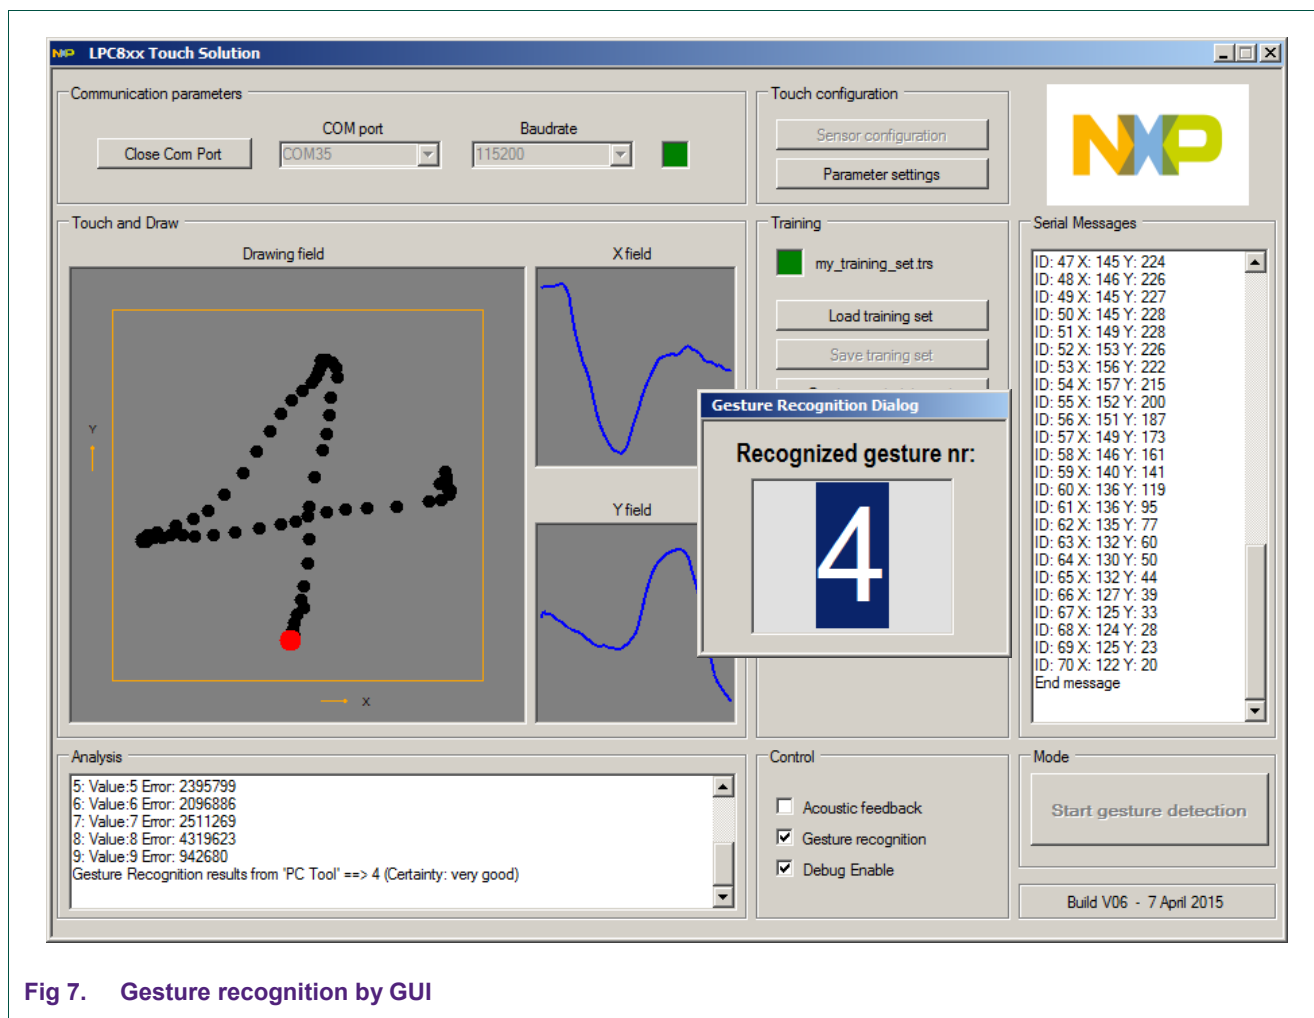 NXP LPC8xx Touch Solution
Communication parameters
COM port
Baudrate
Close Com Port
COM35
115200
Touch configuration
Sensor configuration
Parameter settings
NXP
Touch and Draw
Drawing field
X field
Y
X
Y field
Training
my_training_set.trs
Load training set
Save traning set
Gesture Recognition Dialog
Recognized gesture nr:
4
Serial Messages
ID: 47 X: 145 Y: 224
ID: 48 X: 146 Y: 226
ID: 49 X: 145 Y: 227
ID: 50 X: 145 Y: 228
ID: 51 X: 149 Y: 228
ID: 52 X: 153 Y: 226
ID: 53 X: 156 Y: 222
ID: 54 X: 157 Y: 215
ID: 55 X: 152 Y: 200
ID: 56 X: 151 Y: 187
ID: 57 X: 149 Y: 173
ID: 58 X: 146 Y: 161
ID: 59 X: 140 Y: 141
ID: 60 X: 136 Y: 119
ID: 61 X: 136 Y: 95
ID: 62 X: 135 Y: 77
ID: 63 X: 132 Y: 60
ID: 64 X: 130 Y: 50
ID: 65 X: 132 Y: 44
ID: 66 X: 127 Y: 39
ID: 67 X: 125 Y: 33
ID: 68 X: 124 Y: 28
ID: 69 X: 125 Y: 23
ID: 70 X: 122 Y: 20
End message
Analysis
5: Value:5 Error: 2395799
6: Value:6 Error: 2096886
7: Value:7 Error: 2511269
8: Value:8 Error: 4319623
9: Value:9 Error: 942680
Gesture Recognition results from 'PC Tool' ==> 4 (Certainty: very good)
Control
Acoustic feedback
Gesture recognition
Debug Enable
Mode
Start gesture detection
Build V06 - 7 April 2015
Fig 7. Gesture recognition by GUI